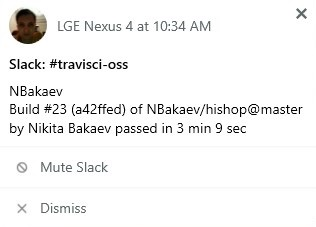 LGE Nexus 4 at 10:34 AM
Slack: #travisci-oss
NBakaev
Build #23 (a42ffed) of NBakaev/hishop@master
by Nikita Bakaev passed in 3 min 9 sec
Mute Slack
Dismiss